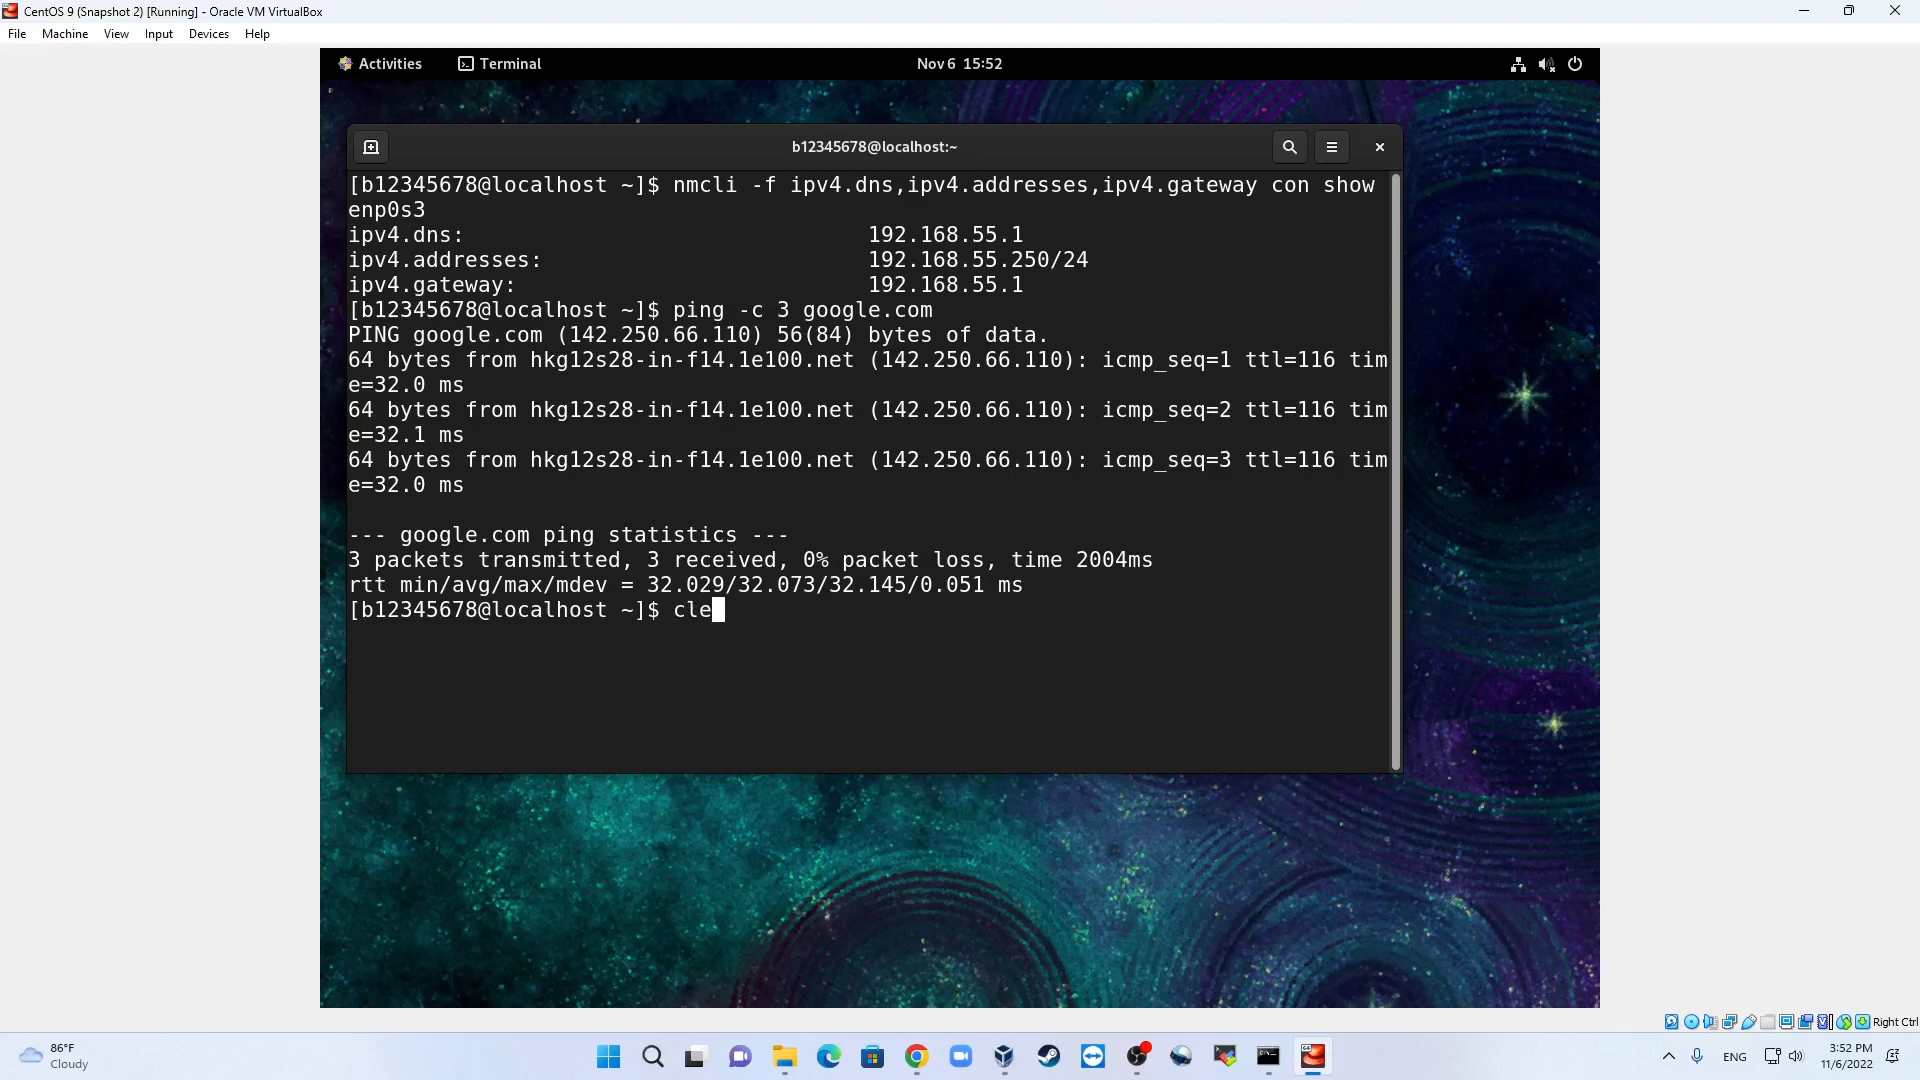 CentOS 9 (Snapshot 2) [Running] - Oracle VM VirtualBox
File Machine View Input Devices Help
Activities Terminal Nov 6 15:52
b12345678@localhost:~
[b12345678@localhost ~]$ nmcli -f ipv4.dns,ipv4.addresses,ipv4.gateway con show
enp0s3
ipv4.dns: 192.168.55.1
ipv4.addresses: 192.168.55.250/24
ipv4.gateway: 192.168.55.1
[b12345678@localhost ~]$ ping -c 3 google.com
PING google.com (142.250.66.110) 56(84) bytes of data.
64 bytes from hkg12s28-in-f14.1e100.net (142.250.66.110): icmp_seq=1 ttl=116 tim
e=32.0 ms
64 bytes from hkg12s28-in-f14.1e100.net (142.250.66.110): icmp_seq=2 ttl=116 tim
e=32.1 ms
64 bytes from hkg12s28-in-f14.1e100.net (142.250.66.110): icmp_seq=3 ttl=116 tim
e=32.0 ms
--- google.com ping statistics ---
3 packets transmitted, 3 received, 0% packet loss, time 2004ms
rtt min/avg/max/mdev = 32.029/32.073/32.145/0.051 ms
[b12345678@localhost ~]$ cle
Right Ctrl
86°F
Cloudy
ENG
3:52 PM
11/6/2022